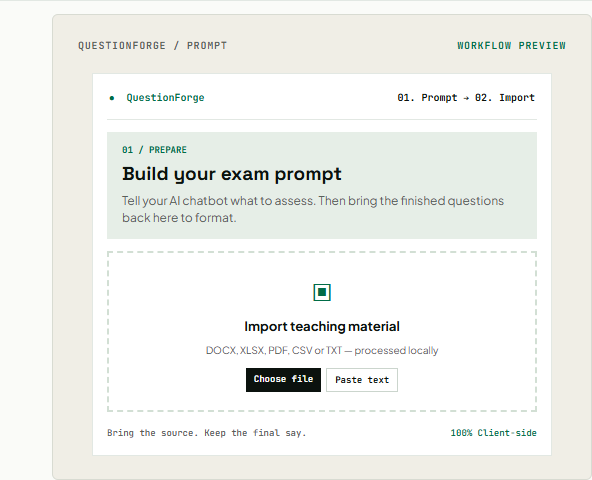 QUESTIONFORGE / PROMPT
WORKFLOW PREVIEW
QuestionForge
01. Prompt → 02. Import
01 / PREPARE
Build your exam prompt
Tell your AI chatbot what to assess. Then bring the finished questions
back here to format.
Import teaching material
DOCX, XLSX, PDF, CSV or TXT — processed locally
Choose file
Paste text
Bring the source. Keep the final say.
100% Client-side